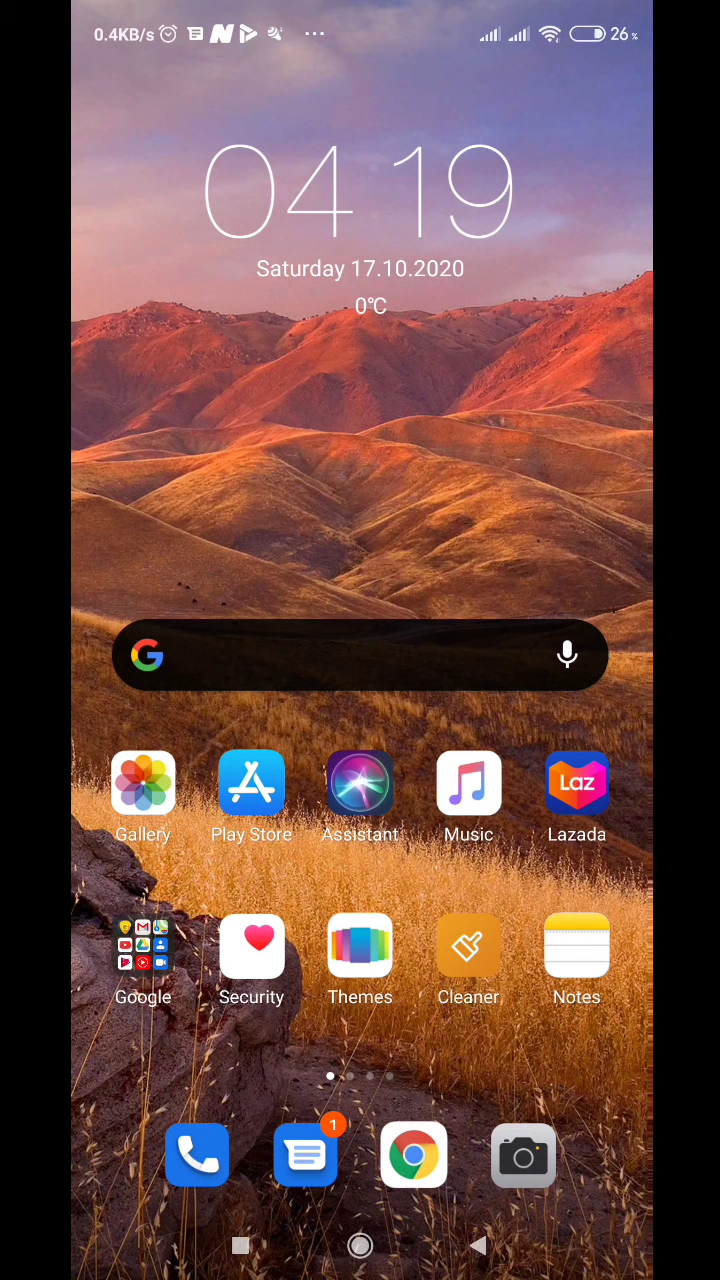 0.4KB/s 26 %
04 19
Saturday 17.10.2020
0℃
Laz
Gallery Play Store Assistant Music Lazada
Google Security Themes Cleaner Notes
1